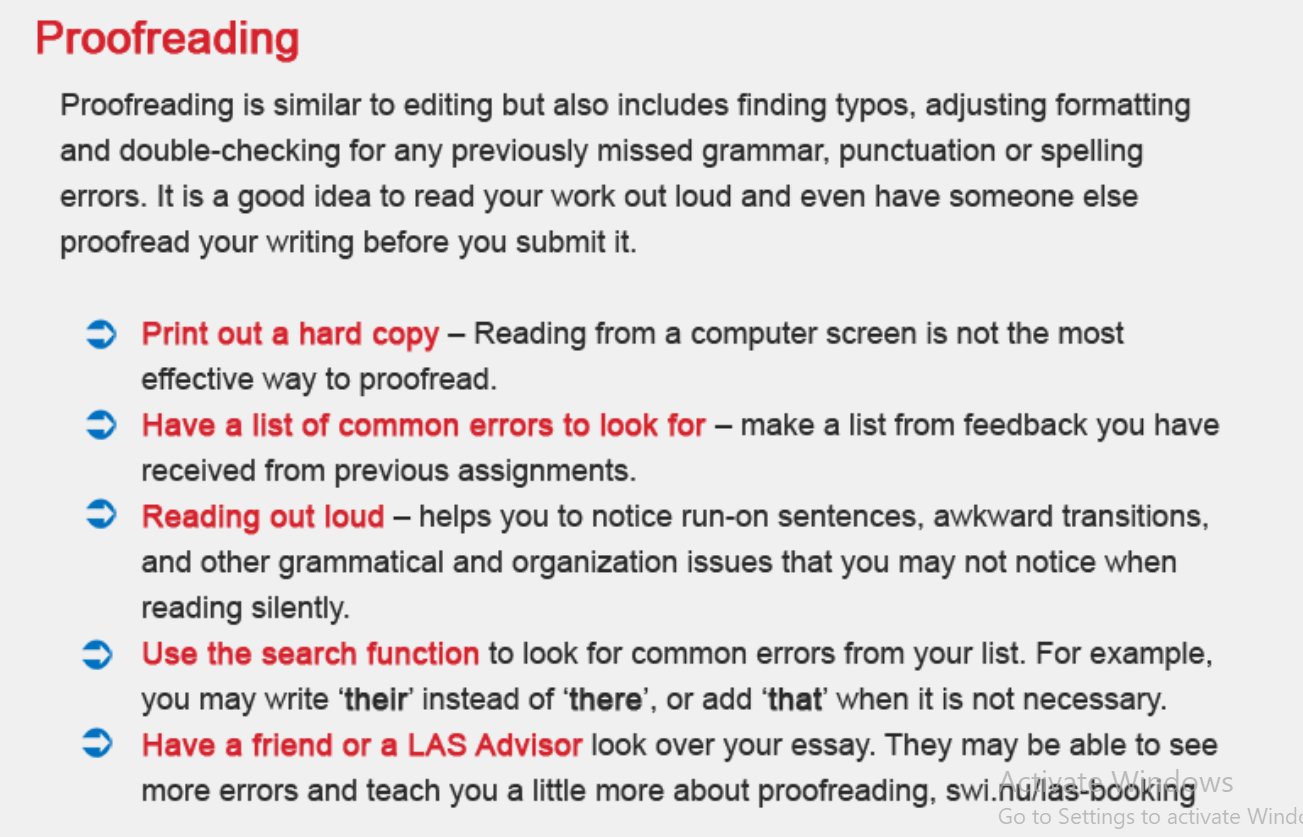 Proofreading
Proofreading is similar to editing but also includes finding typos, adjusting formatting
and double-checking for any previously missed grammar, punctuation or spelling
errors. It is a good idea to read your work out loud and even have someone else
proofread your writing before you submit it.
Print out a hard copy – Reading from a computer screen is not the most
effective way to proofread.
Have a list of common errors to look for – make a list from feedback you have
received from previous assignments.
Reading out loud – helps you to notice run-on sentences, awkward transitions,
and other grammatical and organization issues that you may not notice when
reading silently.
Use the search function to look for common errors from your list. For example,
you may write ‘their’ instead of ‘there’, or add ‘that’ when it is not necessary.
Have a friend or a LAS Advisor look over your essay. They may be able to see
more errors and teach you a little more about proofreading, swi.nu/las-booking
Activate Windows
Go to Settings to activate Windo